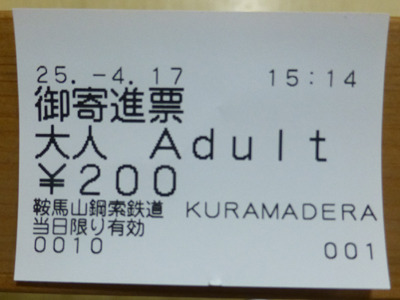 25.-4.17 15:14
御寄進票
大人 Adult
¥200
鞍馬山鋼索鉄道 KURAMADERA
当日限り有効
0010 001